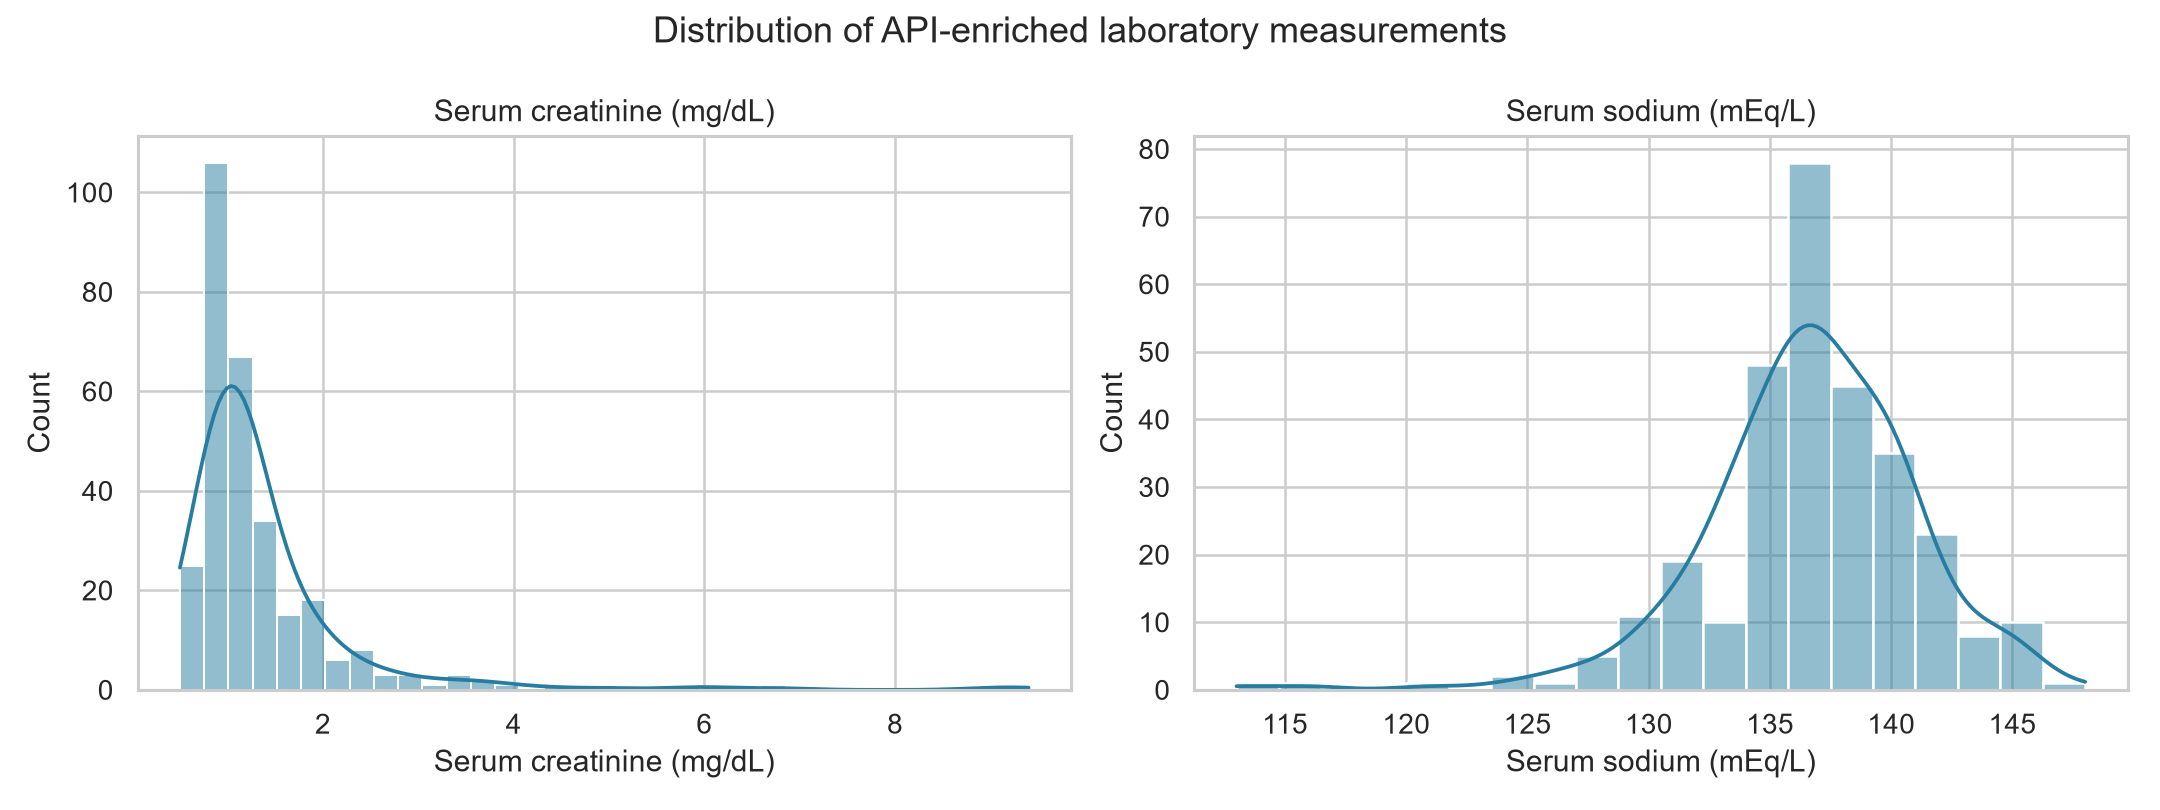 Distribution of API-enriched laboratory measurements
Serum creatinine (mg/dL)
100
80
60
40
20
0
Count
2 4 6 8
Serum creatinine (mg/dL)
Serum sodium (mEq/L)
80
70
60
50
40
30
20
10
0
Count
115 120 125 130 135 140 145
Serum sodium (mEq/L)